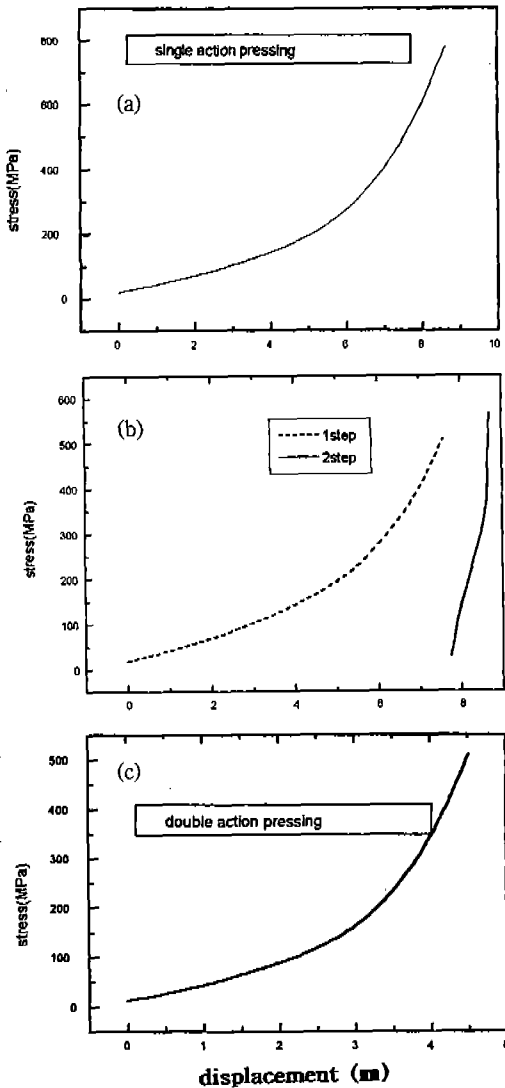 800
single action pressing
(a)
600
400
200
0
stress(MPa)
0 2 4 6 8 10
600
(b)
1step
2step
500
400
300
200
100
0
stress(MPa)
0 2 4 6 8
500
(c)
double action pressing
400
300
200
100
0
stress(MPa)
0 1 2 3 4 5
displacement (m)